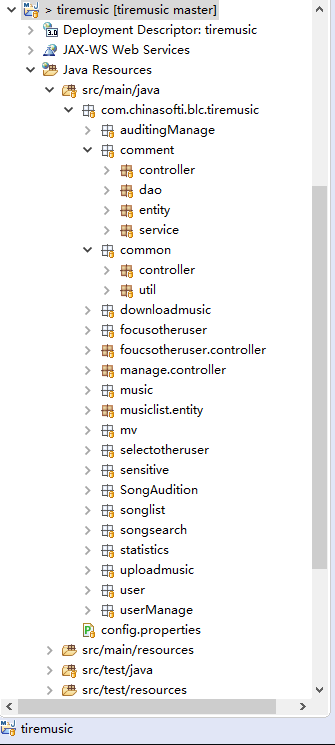 > tiremusic [tiremusic master]
Deployment Descriptor: tiremusic
JAX-WS Web Services
Java Resources
src/main/java
com.chinasofti.blc.tiremusic
auditingManage
comment
controller
dao
entity
service
common
controller
util
downloadmusic
focusotheruser
foucsotheruser.controller
manage.controller
music
musiclist.entity
mv
selectotheruser
sensitive
SongAudition
songlist
songsearch
statistics
uploadmusic
user
userManage
config.properties
src/main/resources
src/test/java
src/test/resources
tiremusic